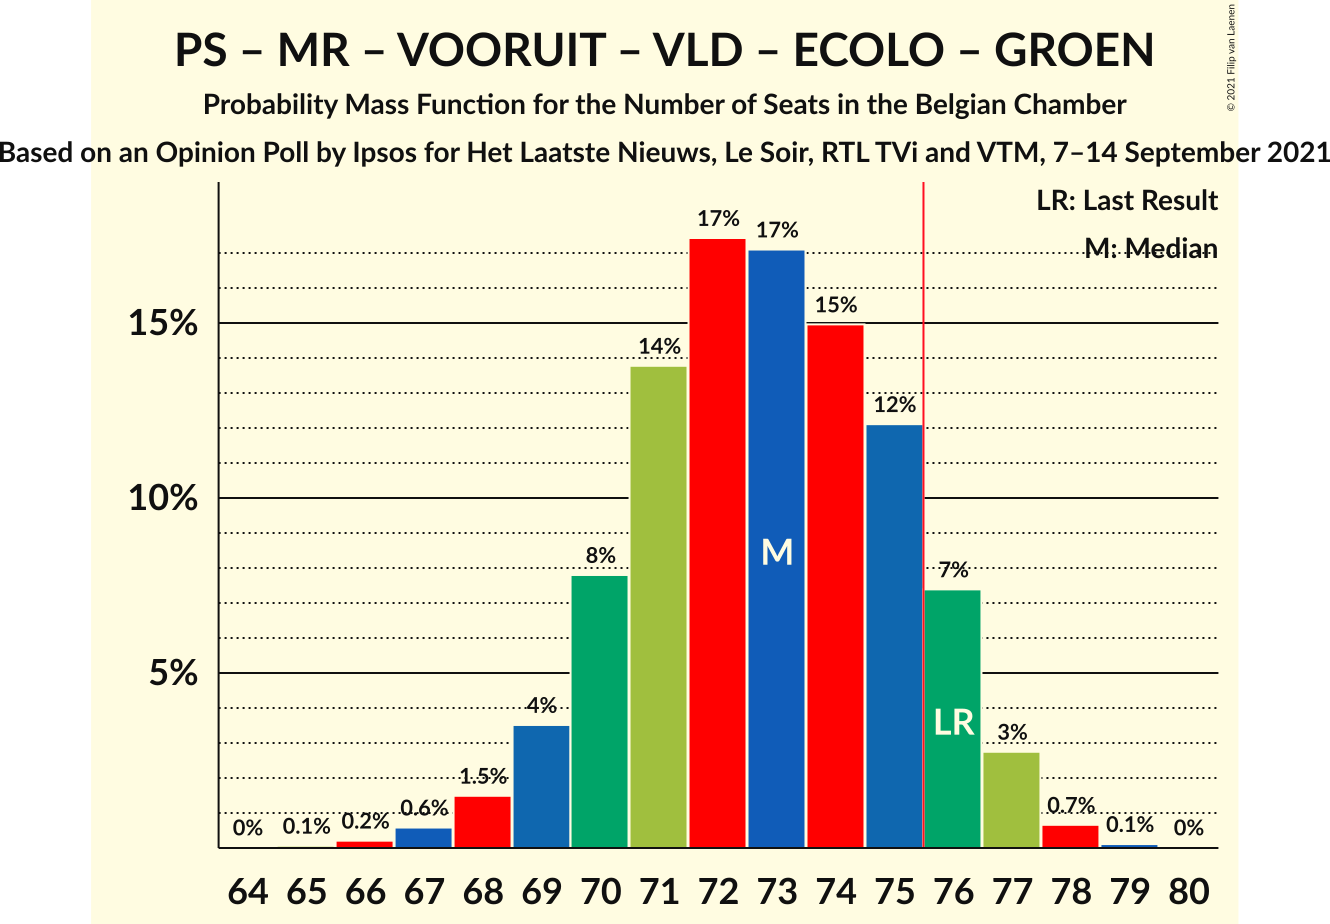 PS – MR – VOORUIT – VLD – ECOLO – GROEN
Probability Mass Function for the Number of Seats in the Belgian Chamber
Based on an Opinion Poll by Ipsos for Het Laatste Nieuws, Le Soir, RTL TVi and VTM, 7–14 September 2021
© 2021 Filip van Laenen
LR: Last Result
M: Median
15%
10%
5%
0%
0.1%
0.2%
0.6%
1.5%
4%
8%
14%
17%
17%
15%
12%
7%
3%
0.7%
0.1%
0%
M
LR
64 65 66 67 68 69 70 71 72 73 74 75 76 77 78 79 80